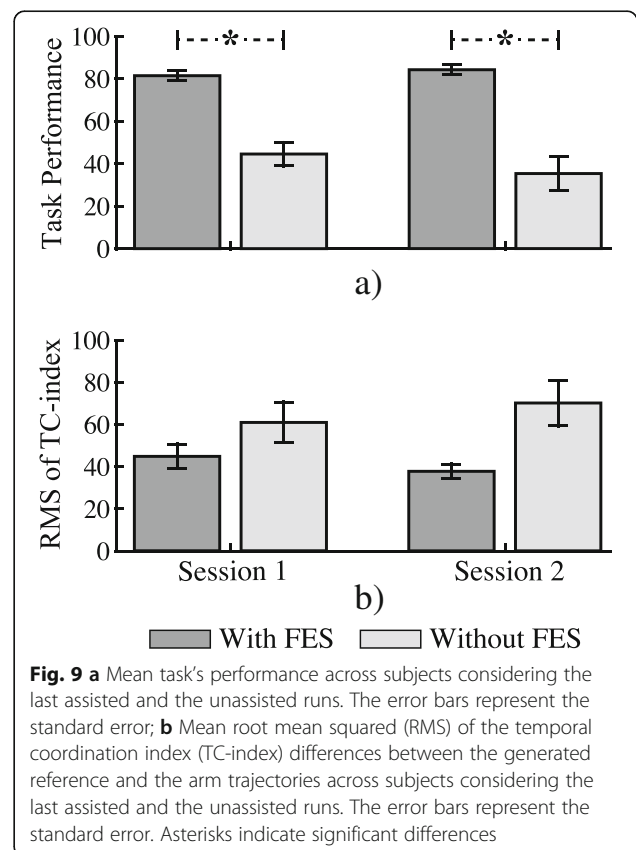 100
80
60
40
20
0
Task Performance
* *
a)
100
80
60
40
20
0
RMS of TC-index
Session 1 Session 2
b)
With FES Without FES
Fig. 9 a Mean task's performance across subjects considering the
last assisted and the unassisted runs. The error bars represent the
standard error; b Mean root mean squared (RMS) of the temporal
coordination index (TC-index) differences between the generated
reference and the arm trajectories across subjects considering the
last assisted and the unassisted runs. The error bars represent the
standard error. Asterisks indicate significant differences